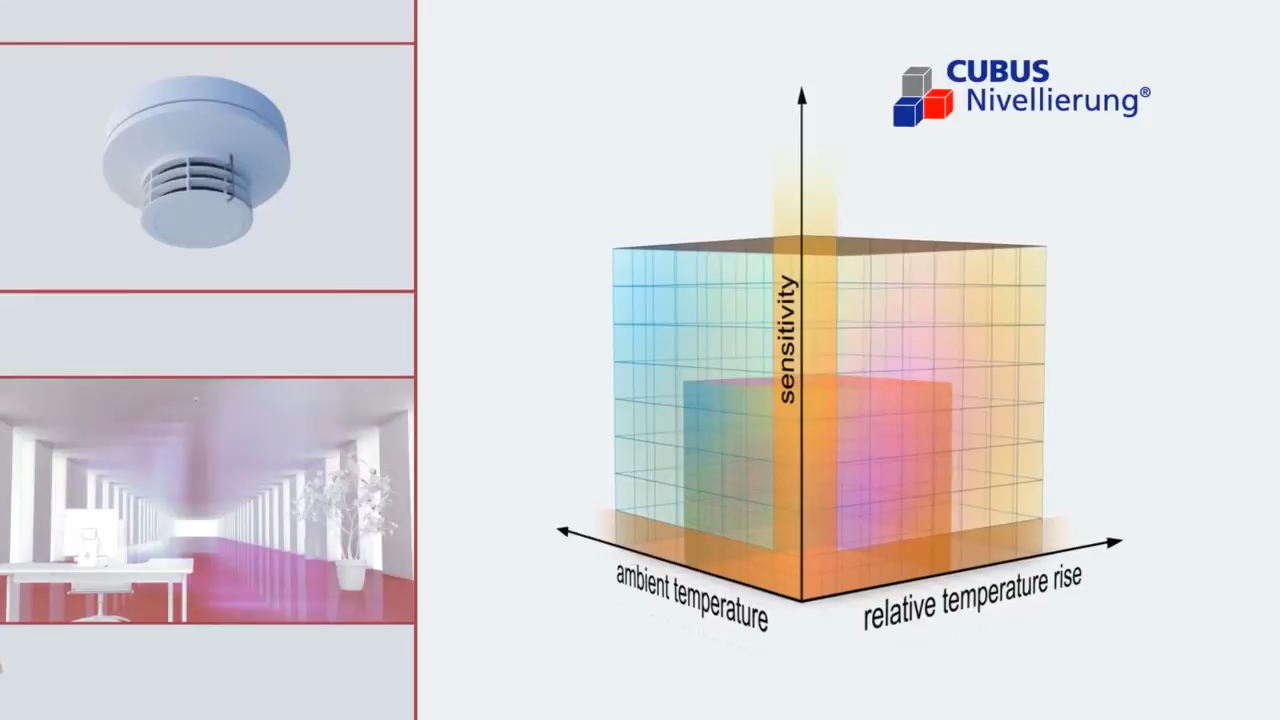 CUBUS
Nivellierung®
sensitivity
ambient temperature
relative temperature rise